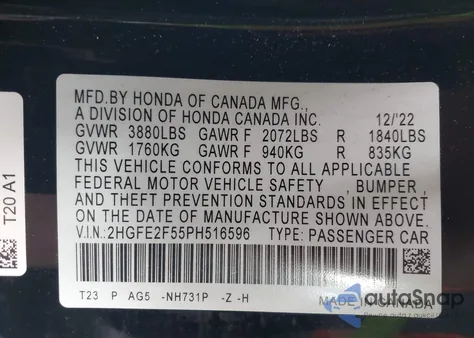 MFD.BY HONDA OF CANADA MFG.,
A DIVISION OF HONDA CANADA INC. 12/'22
GVWR 3880LBS GAWR F 2072LBS R 1840LBS
GVWR 1760KG GAWR F 940KG R 835KG
THIS VEHICLE CONFORMS TO ALL APPLICABLE
FEDERAL MOTOR VEHICLE SAFETY , BUMPER ,
AND THEFT PREVENTION STANDARDS IN EFFECT
ON THE DATE OF MANUFACTURE SHOWN ABOVE.
V.I.N.:2HGFE2F55PH516596 TYPE: PASSENGER CAR
T23 P AG5 -NH731P -Z -H MADE IN CANADA
T20 A1
autoSnap